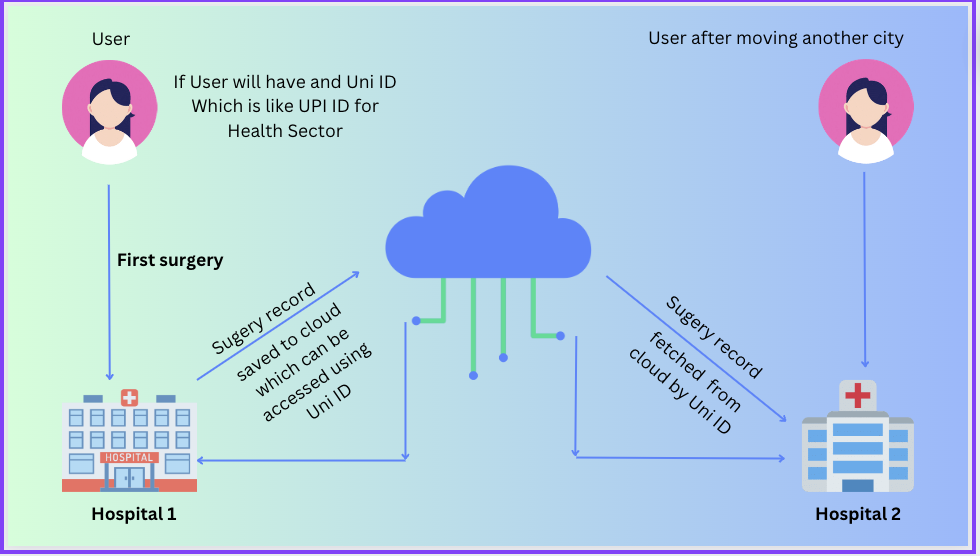 User
User after moving another city
If User will have and Uni ID
Which is like UPI ID for
Health Sector
First surgery
Sugery record
saved to cloud
which can be
accessed using
Uni ID
Sugery record
fetched from
cloud by Uni ID
HOSPITAL
Hospital 1
Hospital 2